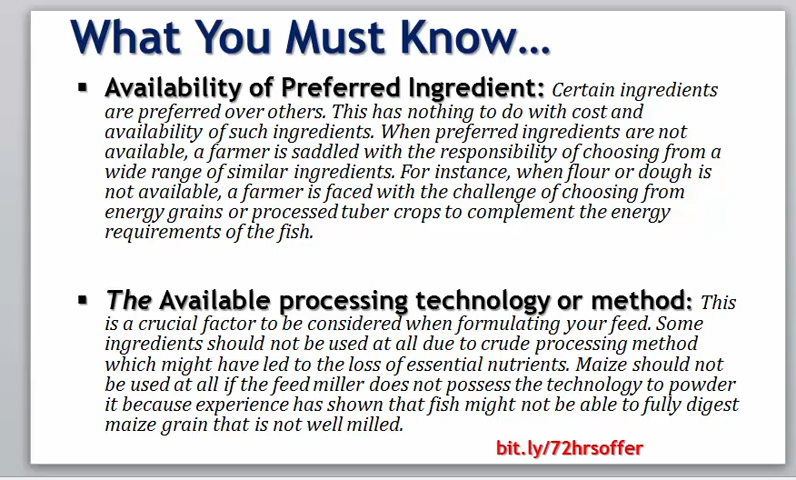 What You Must Know...
▪ Availability of Preferred Ingredient: Certain ingredients
are preferred over others. This has nothing to do with cost and
availability of such ingredients. When preferred ingredients are not
available, a farmer is saddled with the responsibility of choosing from a
wide range of similar ingredients. For instance, when flour or dough is
not available, a farmer is faced with the challenge of choosing from
energy grains or processed tuber crops to complement the energy
requirements of the fish.
▪ The Available processing technology or method: This
is a crucial factor to be considered when formulating your feed. Some
ingredients should not be used at all due to crude processing method
which might have led to the loss of essential nutrients. Maize should not
be used at all if the feed miller does not possess the technology to powder
it because experience has shown that fish might not be able to fully digest
maize grain that is not well milled.
bit.ly/72hrsoffer